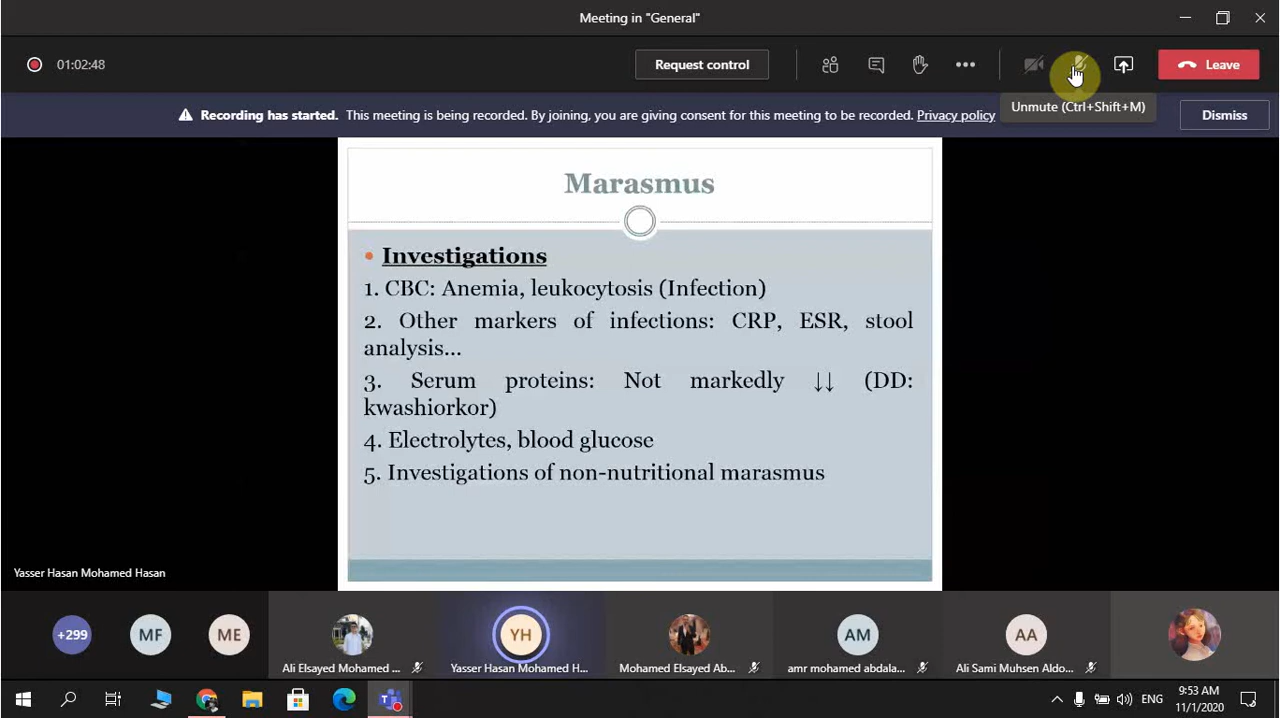 Meeting in "General"
01:02:48
Request control
Leave
Recording has started. This meeting is being recorded. By joining, you are giving consent for this meeting to be recorded. Privacy policy
Unmute (Ctrl+Shift+M)
Dismiss
Marasmus
• Investigations
1. CBC: Anemia, leukocytosis (Infection)
2. Other markers of infections: CRP, ESR, stool
analysis...
3. Serum proteins: Not markedly ↓↓ (DD:
kwashiorkor)
4. Electrolytes, blood glucose
5. Investigations of non-nutritional marasmus
Yasser Hasan Mohamed Hasan
+299
MF
ME
YH
AM
AA
Ali Elsayed Mohamed ...
Yasser Hasan Mohamed H...
Mohamed Elsayed Ab...
amr mohamed abdala...
Ali Sami Muhsen Aldo...
ENG
9:53 AM
11/1/2020